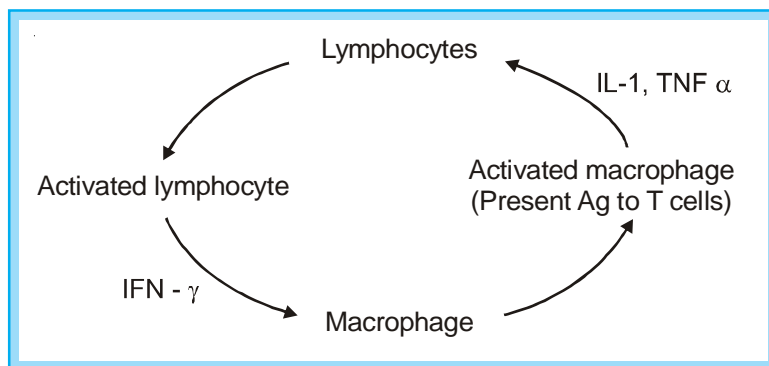 Lymphocytes
IL-1, TNF α
Activated lymphocyte
Activated macrophage
(Present Ag to T cells)
IFN - γ
Macrophage